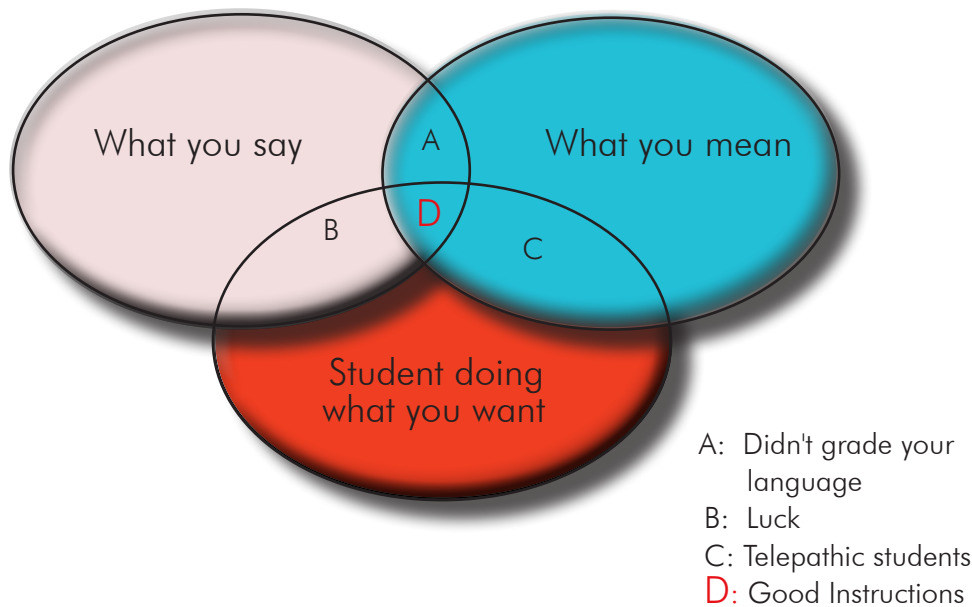 What you say
A
What you mean
B
D
C
Student doing
what you want
A: Didn't grade your
language
B: Luck
C: Telepathic students
D: Good Instructions